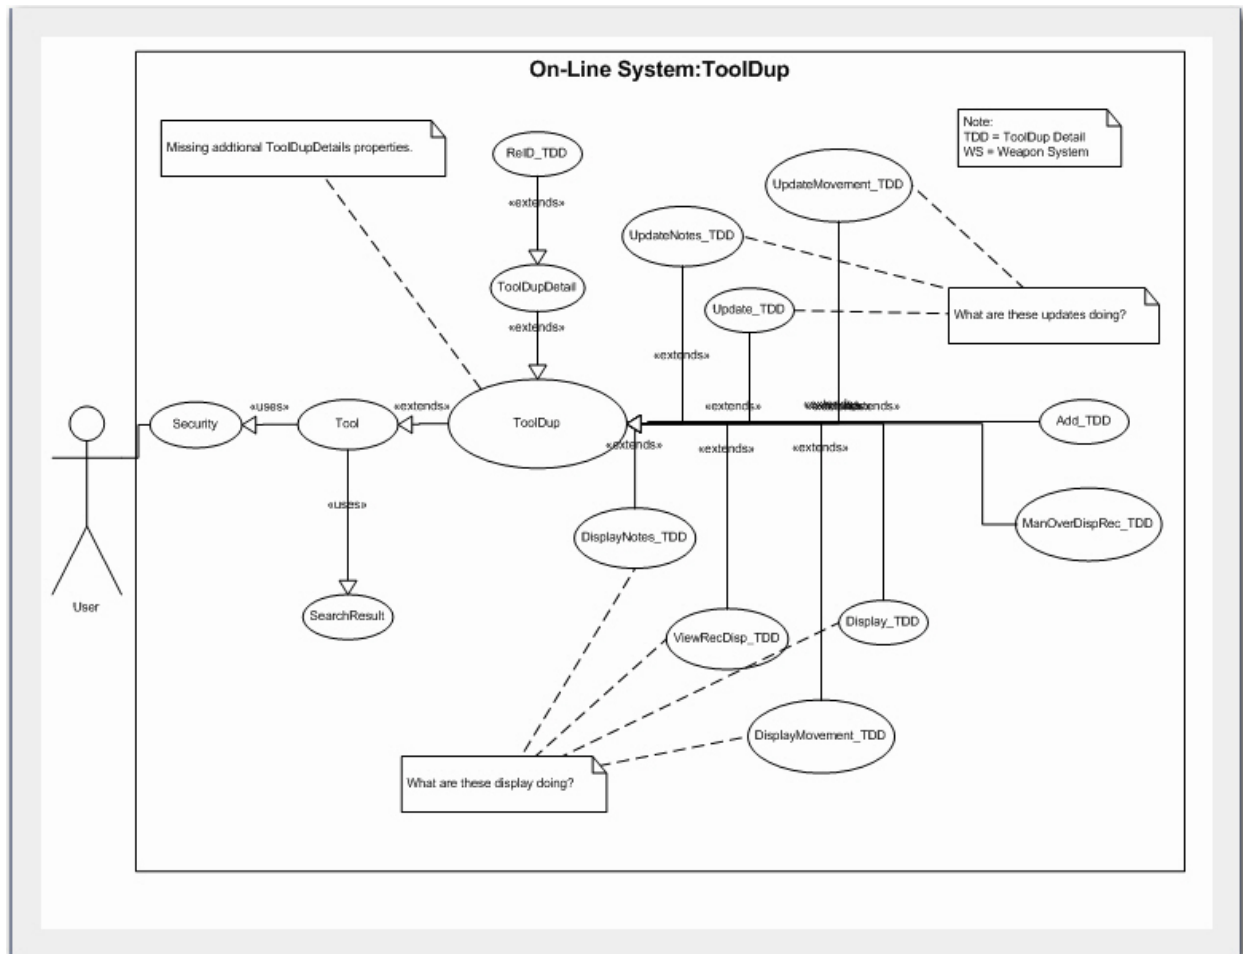 On-Line System:ToolDup
Note:
TDD = ToolDup Detail
WS = Weapon System
Missing addtional ToolDupDetails properties.
ReID_TDD
UpdateMovement_TDD
«extends»
UpdateNotes_TDD
ToolDupDetail
Update_TDD
What are these updates doing?
«extends»
«extends»
«uses»
«extends»
«extends»
«extends»
Security
Tool
ToolDup
Add_TDD
«extends»
«extends»
«extends»
«uses»
ManOverDispRec_TDD
DisplayNotes_TDD
User
SearchResult
Display_TDD
ViewRecDisp_TDD
DisplayMovement_TDD
What are these display doing?